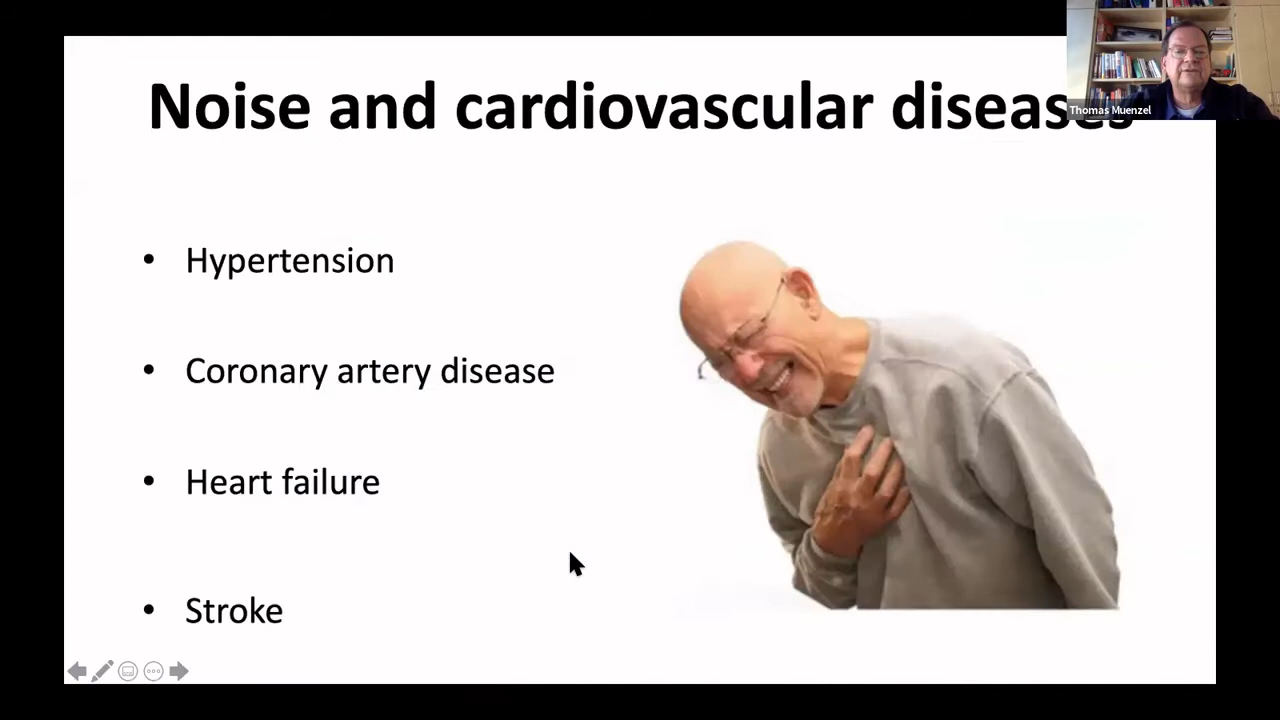 Noise and cardiovascular diseases
Thomas Muenzel
• Hypertension
• Coronary artery disease
• Heart failure
• Stroke